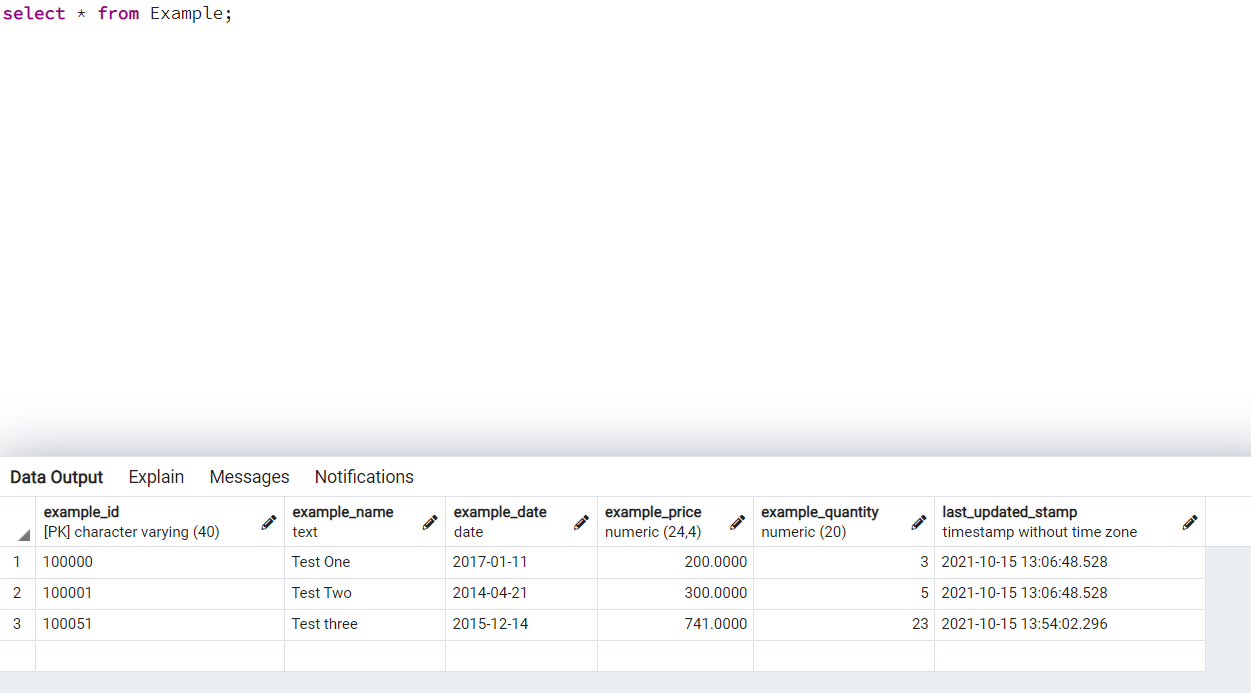 select * from Example;
Data Output Explain Messages Notifications
example_id example_name example_date example_price example_quantity last_updated_stamp
[PK] character varying (40) text date numeric (24,4) numeric (20) timestamp without time zone
1 100000 Test One 2017-01-11 200.0000 3 2021-10-15 13:06:48.528
2 100001 Test Two 2014-04-21 300.0000 5 2021-10-15 13:06:48.528
3 100051 Test three 2015-12-14 741.0000 23 2021-10-15 13:54:02.296